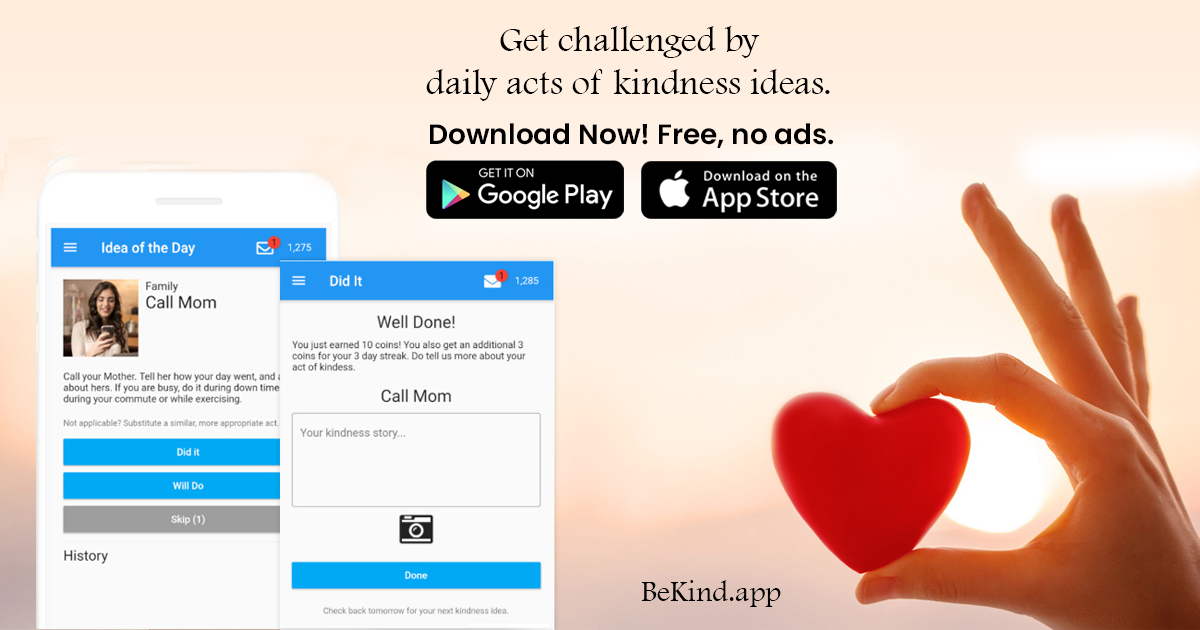 Get challenged by
daily acts of kindness ideas.
Download Now! Free, no ads.
GET IT ON
Google Play
Download on the
App Store
Idea of the Day
1
1,275
Family
Call Mom
Call your Mother. Tell her how your day went, and
about hers. If you are busy, do it during down time
during your commute or while exercising.
Not applicable? Substitute a similar, more appropriate act.
Did it
Will Do
Skip (1)
History
Did It
1
1,285
Well Done!
You just earned 10 coins! You also get an additional 3
coins for your 3 day streak. Do tell us more about your
act of kindess.
Call Mom
Your kindness story...
Done
Check back tomorrow for your next kindness idea.
BeKind.app